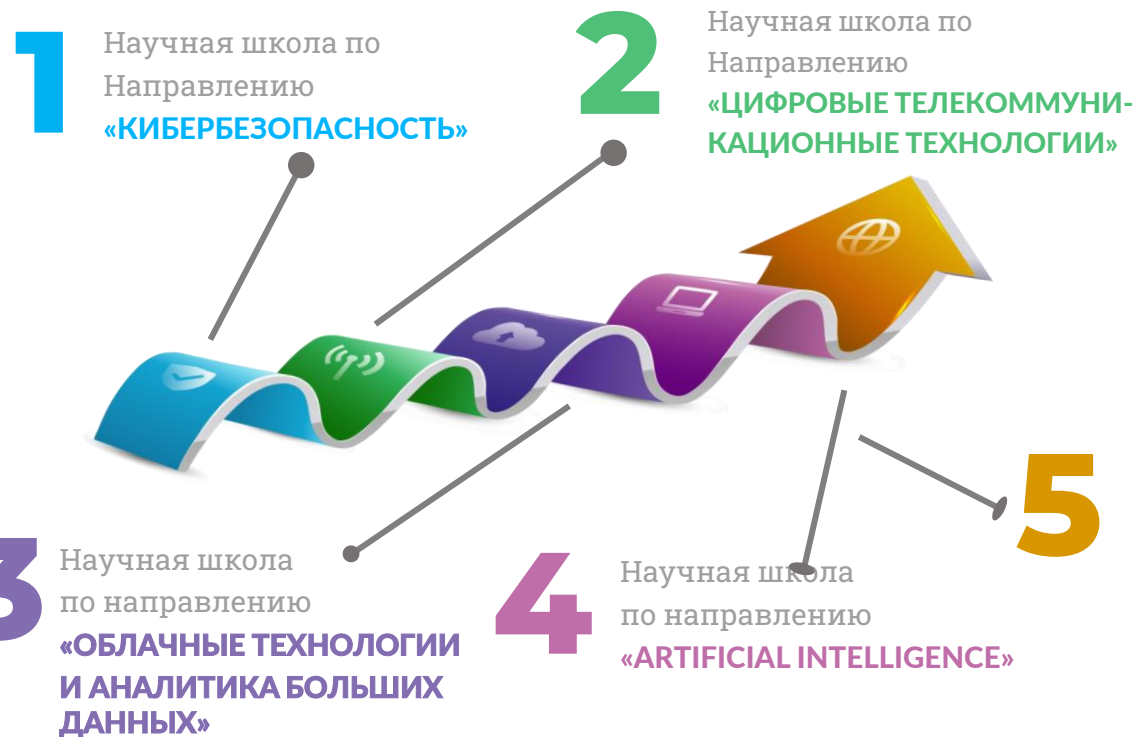 1
Научная школа по
Направлению
«КИБЕРБЕЗОПАСНОСТЬ»
2
Научная школа по
Направлению
«ЦИФРОВЫЕ ТЕЛЕКОММУНИ-
КАЦИОННЫЕ ТЕХНОЛОГИИ»
3
Научная школа
по направлению
«ОБЛАЧНЫЕ ТЕХНОЛОГИИ
И АНАЛИТИКА БОЛЬШИХ
ДАННЫХ»
4
Научная школа
по направлению
«ARTIFICIAL INTELLIGENCE»
5